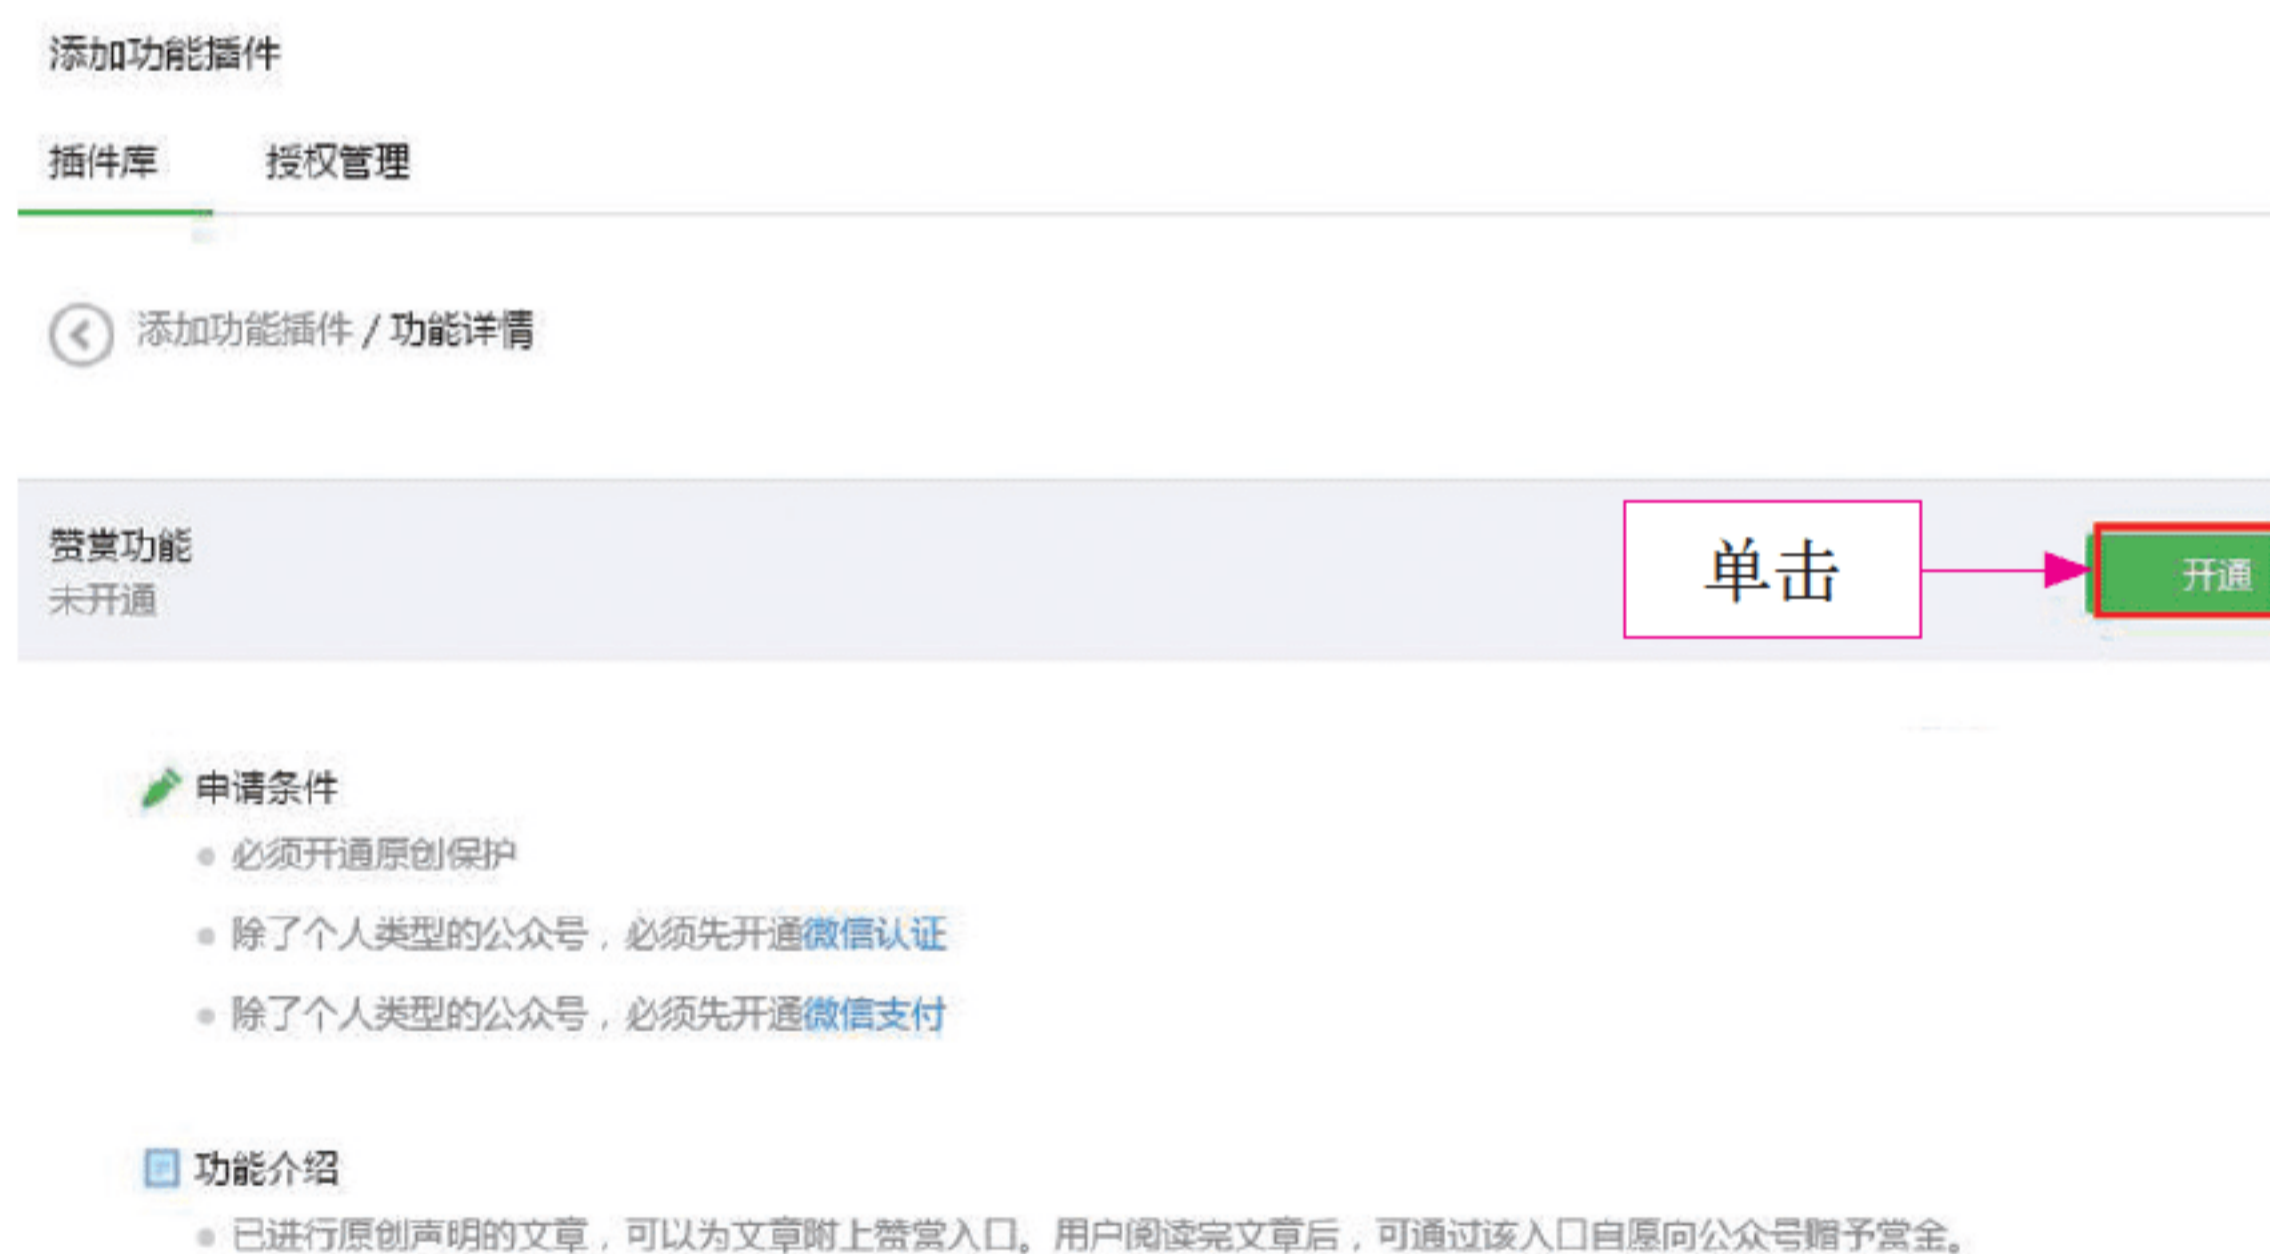 添加功能插件
插件库 授权管理
添加功能插件 / 功能详情
赞赏功能
未开通
单击
开通
申请条件
必须开通原创保护
除了个人类型的公众号，必须先开通微信认证
除了个人类型的公众号，必须先开通微信支付
功能介绍
已进行原创声明的文章，可以为文章附上赞赏入口。用户阅读完文章后，可通过该入口自愿向公众号赠予赏金。